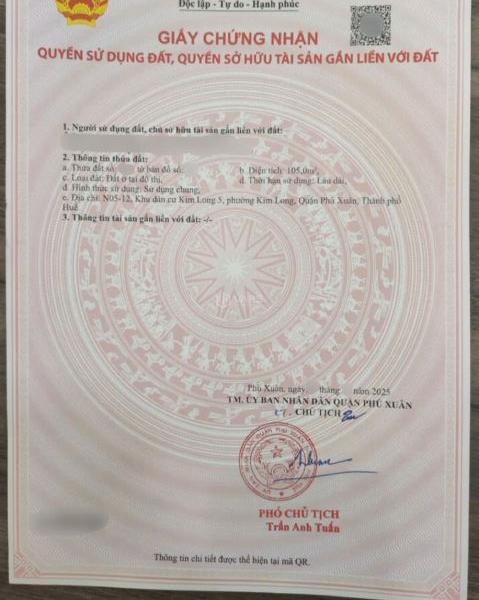 Độc lập - Tự do - Hạnh phúc
GIẤY CHỨNG NHẬN
QUYỀN SỬ DỤNG ĐẤT, QUYỀN SỞ HỮU TÀI SẢN GẮN LIỀN VỚI ĐẤT
1. Người sử dụng đất, chủ sở hữu tài sản gắn liền với đất:
2. Thông tin thửa đất:
a. Thửa đất số: tờ bản đồ số: b. Diện tích: 105,0m²,
c. Loại đất: Đất ở tại đô thị, d. Thời hạn sử dụng: Lâu dài,
đ. Hình thức sử dụng: Sử dụng chung,
e. Địa chỉ: N05-12, Khu dân cư Kim Long 5, phường Kim Long, Quận Phú Xuân, Thành phố
Huế
3. Thông tin tài sản gắn liền với đất: -/-
Phú Xuân, ngày tháng năm 2025
TM. ỦY BAN NHÂN DÂN QUẬN PHÚ XUÂN
KT. CHỦ TỊCH
PHÓ CHỦ TỊCH
Trần Anh Tuấn
Thông tin chi tiết được thể hiện tại mã QR.